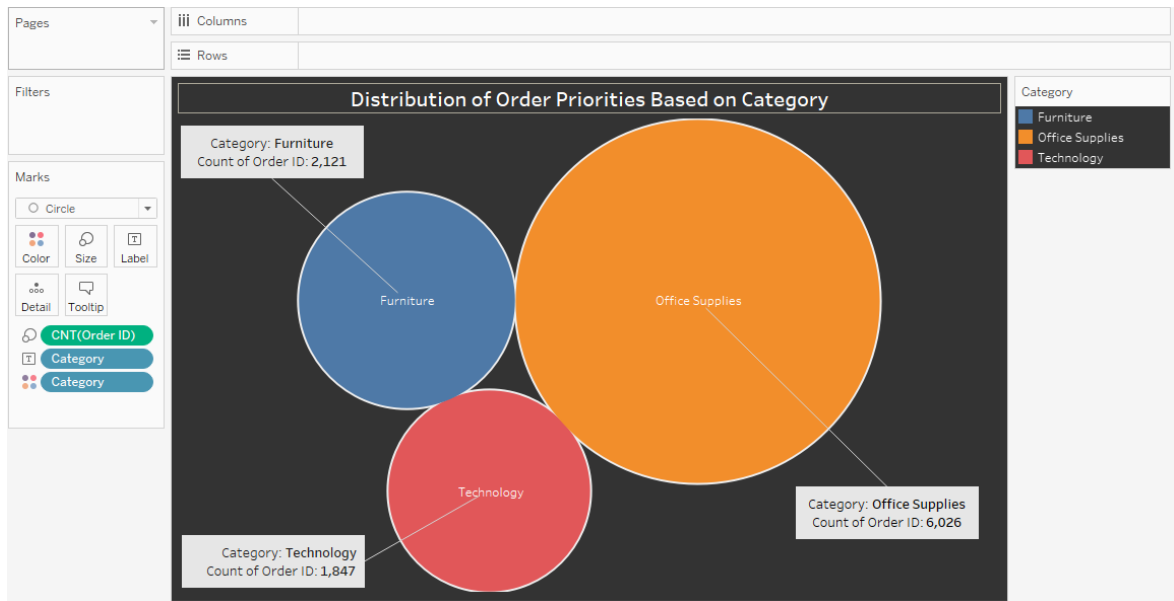 Pages
Columns
Rows
Filters
Marks
Circle
Color
Size
Label
Detail
Tooltip
CNT(Order ID)
Category
Category
Distribution of Order Priorities Based on Category
Category: Furniture
Count of Order ID: 2,121
Furniture
Office Supplies
Technology
Category: Office Supplies
Count of Order ID: 6,026
Category: Technology
Count of Order ID: 1,847
Category
Furniture
Office Supplies
Technology